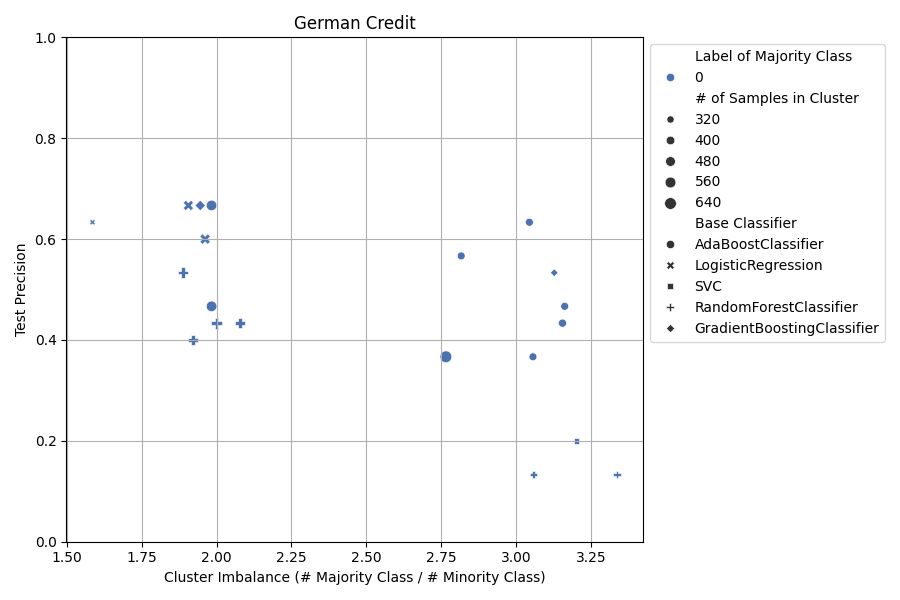 German Credit
1.0
0.8
0.6
0.4
0.2
0.0
Test Precision
1.50
1.75
2.00
2.25
2.50
2.75
3.00
3.25
Cluster Imbalance (# Majority Class / # Minority Class)
Label of Majority Class
0
# of Samples in Cluster
320
400
480
560
640
Base Classifier
AdaBoostClassifier
LogisticRegression
SVC
RandomForestClassifier
GradientBoostingClassifier